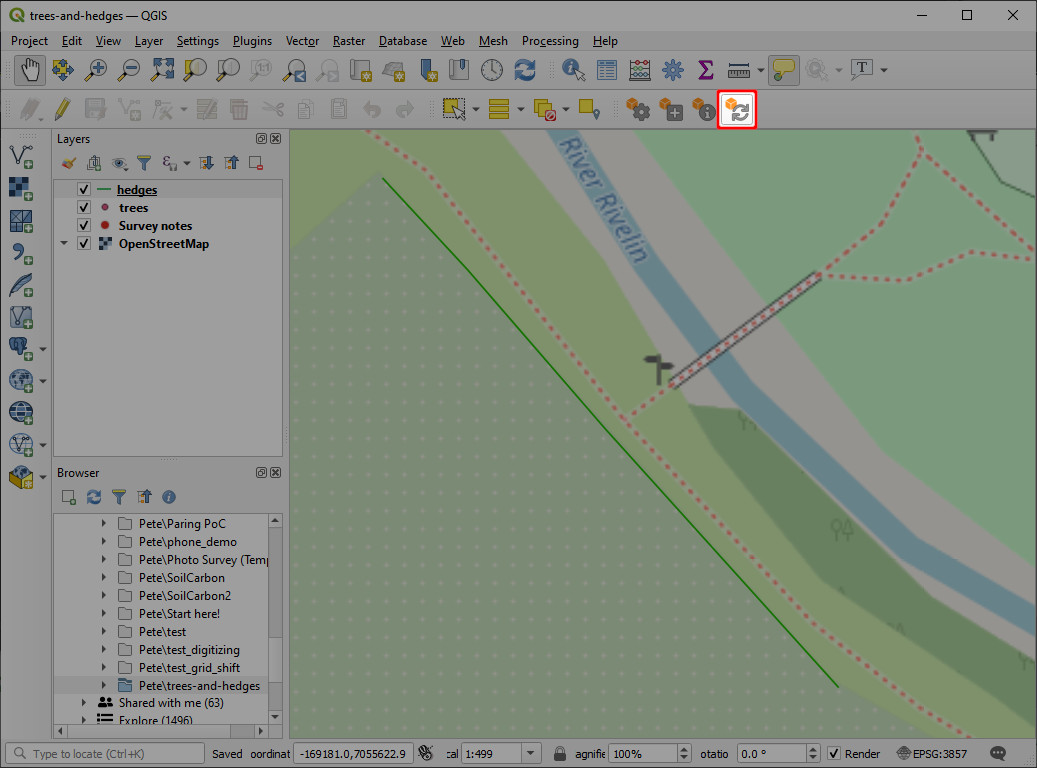 trees-and-hedges — QGIS
Project Edit View Layer Settings Plugins Vector Raster Database Web Mesh Processing Help
Layers
hedges
trees
Survey notes
OpenStreetMap
River Rivelin
Browser
Pete\Paring PoC
Pete\phone_demo
Pete\Photo Survey (Temp
Pete\SoilCarbon
Pete\SoilCarbon2
Pete\Start here!
Pete\test
Pete\test_digitizing
Pete\test_grid_shift
Pete\trees-and-hedges
Shared with me (63)
Explore (1496)
Type to locate (Ctrl+K) Saved oordinat -169181.0,7055622.9 cal 1:499 agnifie 100% otatio 0.0 ° Render EPSG:3857